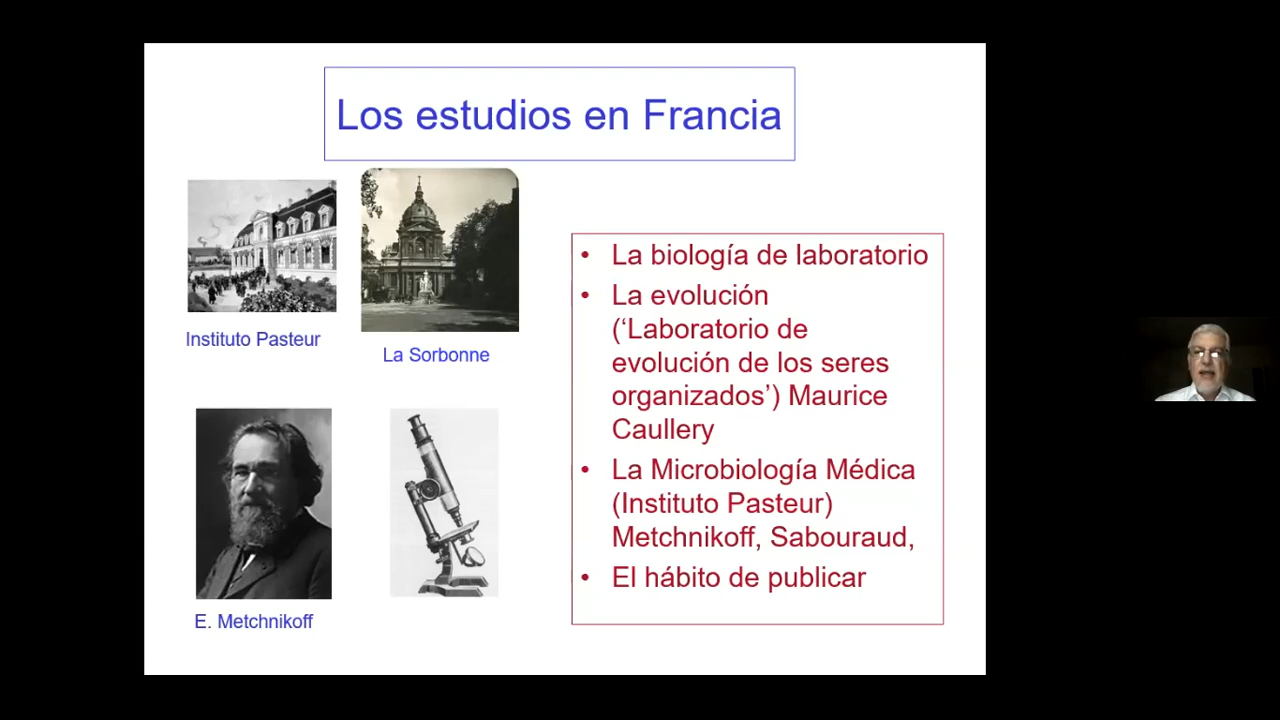 Los estudios en Francia
Instituto Pasteur
La Sorbonne
E. Metchnikoff
• La biología de laboratorio
• La evolución
(‘Laboratorio de
evolución de los seres
organizados’) Maurice
Caullery
• La Microbiología Médica
(Instituto Pasteur)
Metchnikoff, Sabouraud,
• El hábito de publicar